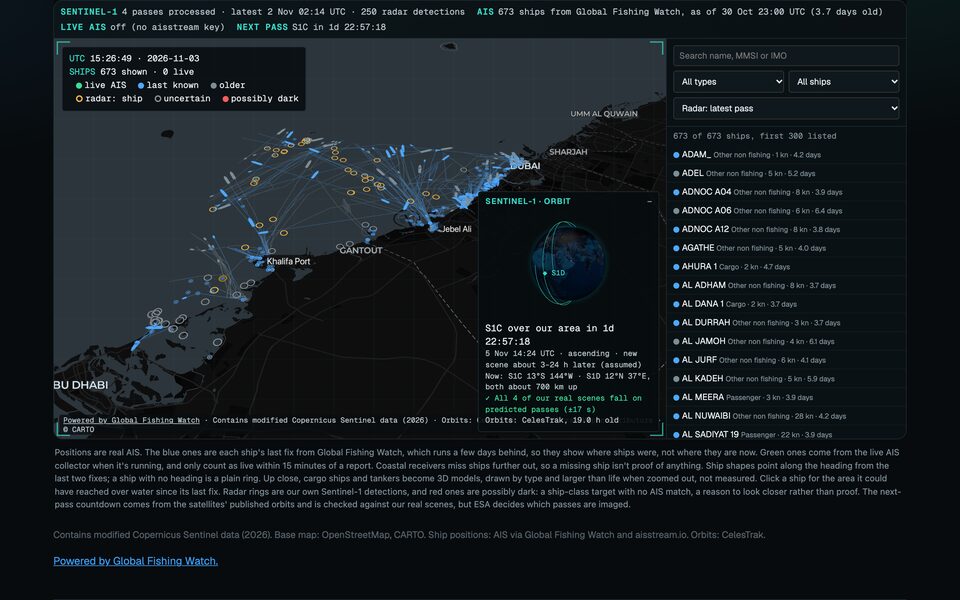 SENTINEL-1 4 passes processed · latest 2 Nov 02:14 UTC · 250 radar detections AIS 673 ships from Global Fishing Watch, as of 30 Oct 23:00 UTC (3.7 days old)
LIVE AIS off (no aisstream key) NEXT PASS S1C in 1d 22:57:18
UTC 15:26:49 · 2026-11-03
SHIPS 673 shown · 0 live
live AIS last known older
radar: ship uncertain possibly dark
UMM AL QUWAIN
SHARJAH
DUBAI
Jebel Ali
GANTOUT
Khalifa Port
BU DHABI
SENTINEL-1 · ORBIT –
S1D
S1C over our area in 1d
22:57:18
5 Nov 14:24 UTC · ascending · new
scene about 3-24 h later (assumed)
Now: S1C 13°S 144°W · S1D 12°N 37°E,
both about 700 km up
✓ All 4 of our real scenes fall on
predicted passes (±17 s)
Orbits: CelesTrak, 19.0 h old
Powered by Global Fishing Watch · Contains modified Copernicus Sentinel data (2026) · Orbits:
© CARTO
Search name, MMSI or IMO
All types All ships
Radar: latest pass
673 of 673 ships, first 300 listed
ADAM_ Other non fishing · 1 kn · 4.2 days
ADEL Other non fishing · 5 kn · 5.2 days
ADNOC A04 Other non fishing · 8 kn · 3.9 days
ADNOC A06 Other non fishing · 6 kn · 6.4 days
ADNOC A12 Other non fishing · 8 kn · 3.8 days
AGATHE Other non fishing · 5 kn · 4.0 days
AHURA 1 Cargo · 2 kn · 4.7 days
AL ADHAM Other non fishing · 8 kn · 3.7 days
AL DANA 1 Cargo · 2 kn · 3.7 days
AL DURRAH Other non fishing · 3 kn · 3.7 days
AL JAMOH Other non fishing · 4 kn · 6.1 days
AL JURF Other non fishing · 6 kn · 4.1 days
AL KADEH Other non fishing · 5 kn · 5.9 days
AL MEERA Passenger · 3 kn · 3.9 days
AL NUWAIBI Other non fishing · 28 kn · 4.2 days
AL SADIYAT 19 Passenger · 22 kn · 3.9 days
Positions are real AIS. The blue ones are each ship's last fix from Global Fishing Watch, which runs a few days behind, so they show where ships were, not where they are now. Green ones come from the live AIS
collector when it's running, and only count as live within 15 minutes of a report. Coastal receivers miss ships further out, so a missing ship isn't proof of anything. Ship shapes point along the heading from the
last two fixes; a ship with no heading is a plain ring. Up close, cargo ships and tankers become 3D models, drawn by type and larger than life when zoomed out, not measured. Click a ship for the area it could
have reached over water since its last fix. Radar rings are our own Sentinel-1 detections, and red ones are possibly dark: a ship-class target with no AIS match, a reason to look closer rather than proof. The next-
pass countdown comes from the satellites' published orbits and is checked against our real scenes, but ESA decides which passes are imaged.
Contains modified Copernicus Sentinel data (2026). Base map: OpenStreetMap, CARTO. Ship positions: AIS via Global Fishing Watch and aisstream.io. Orbits: CelesTrak.
Powered by Global Fishing Watch.